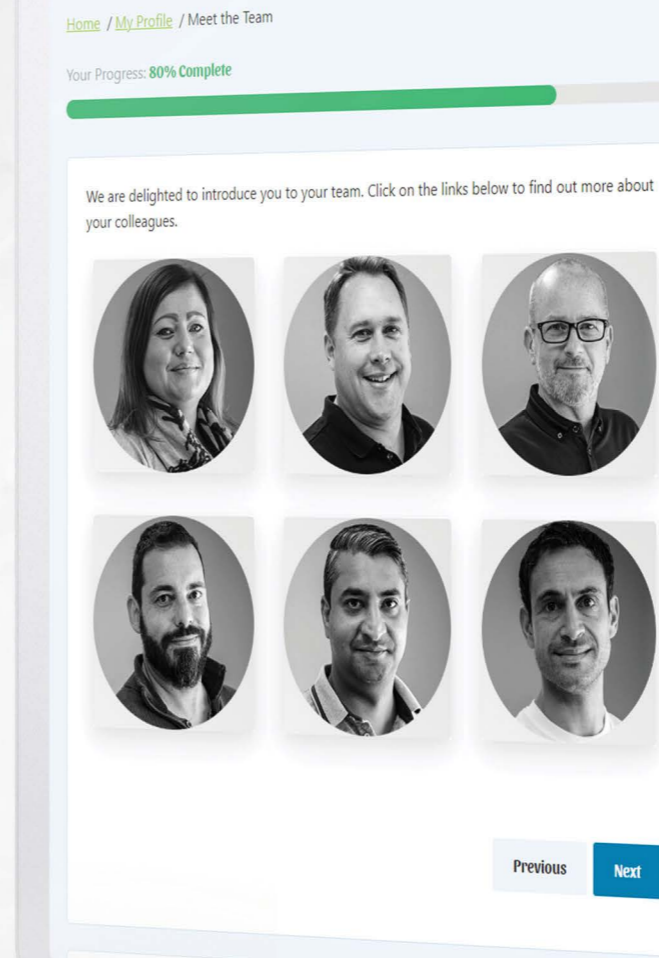 Home / My Profile / Meet the Team
Your Progress: 80% Complete
We are delighted to introduce you to your team. Click on the links below to find out more about
your colleagues.
Previous
Next